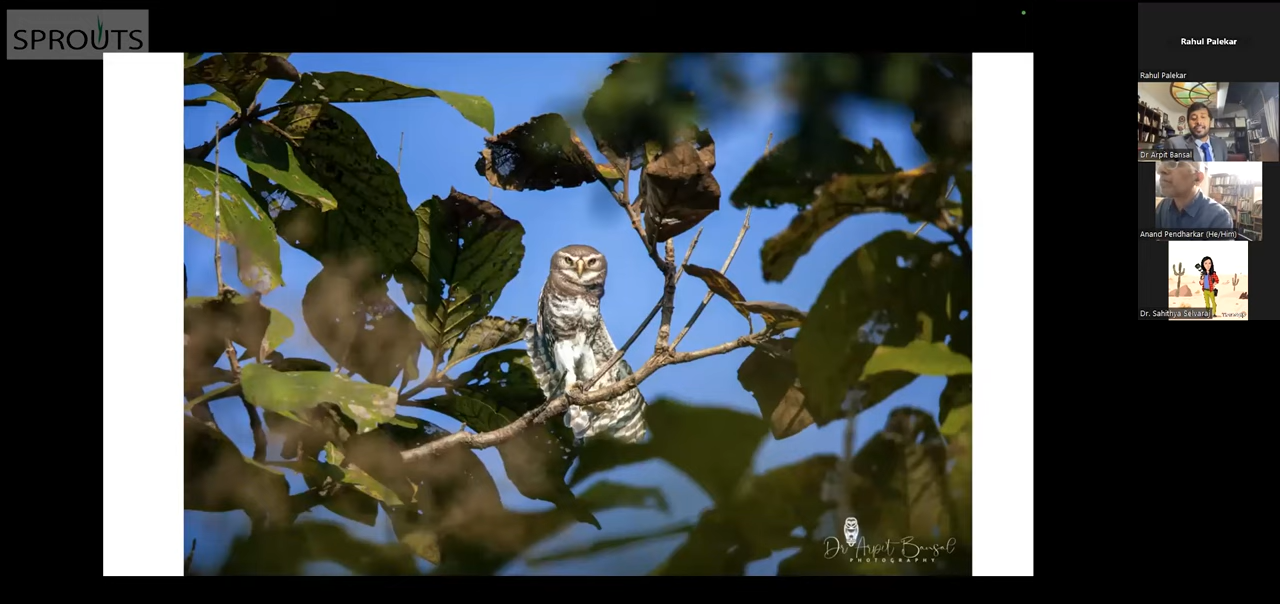 SPROUTS
Rahul Palekar
Rahul Palekar
Dr Arpit Bansal
Anand Pendharkar (He/Him)
Dr. Sahithya Selvaraj
Dr Arpit Bansal
PHOTOGRAPHY